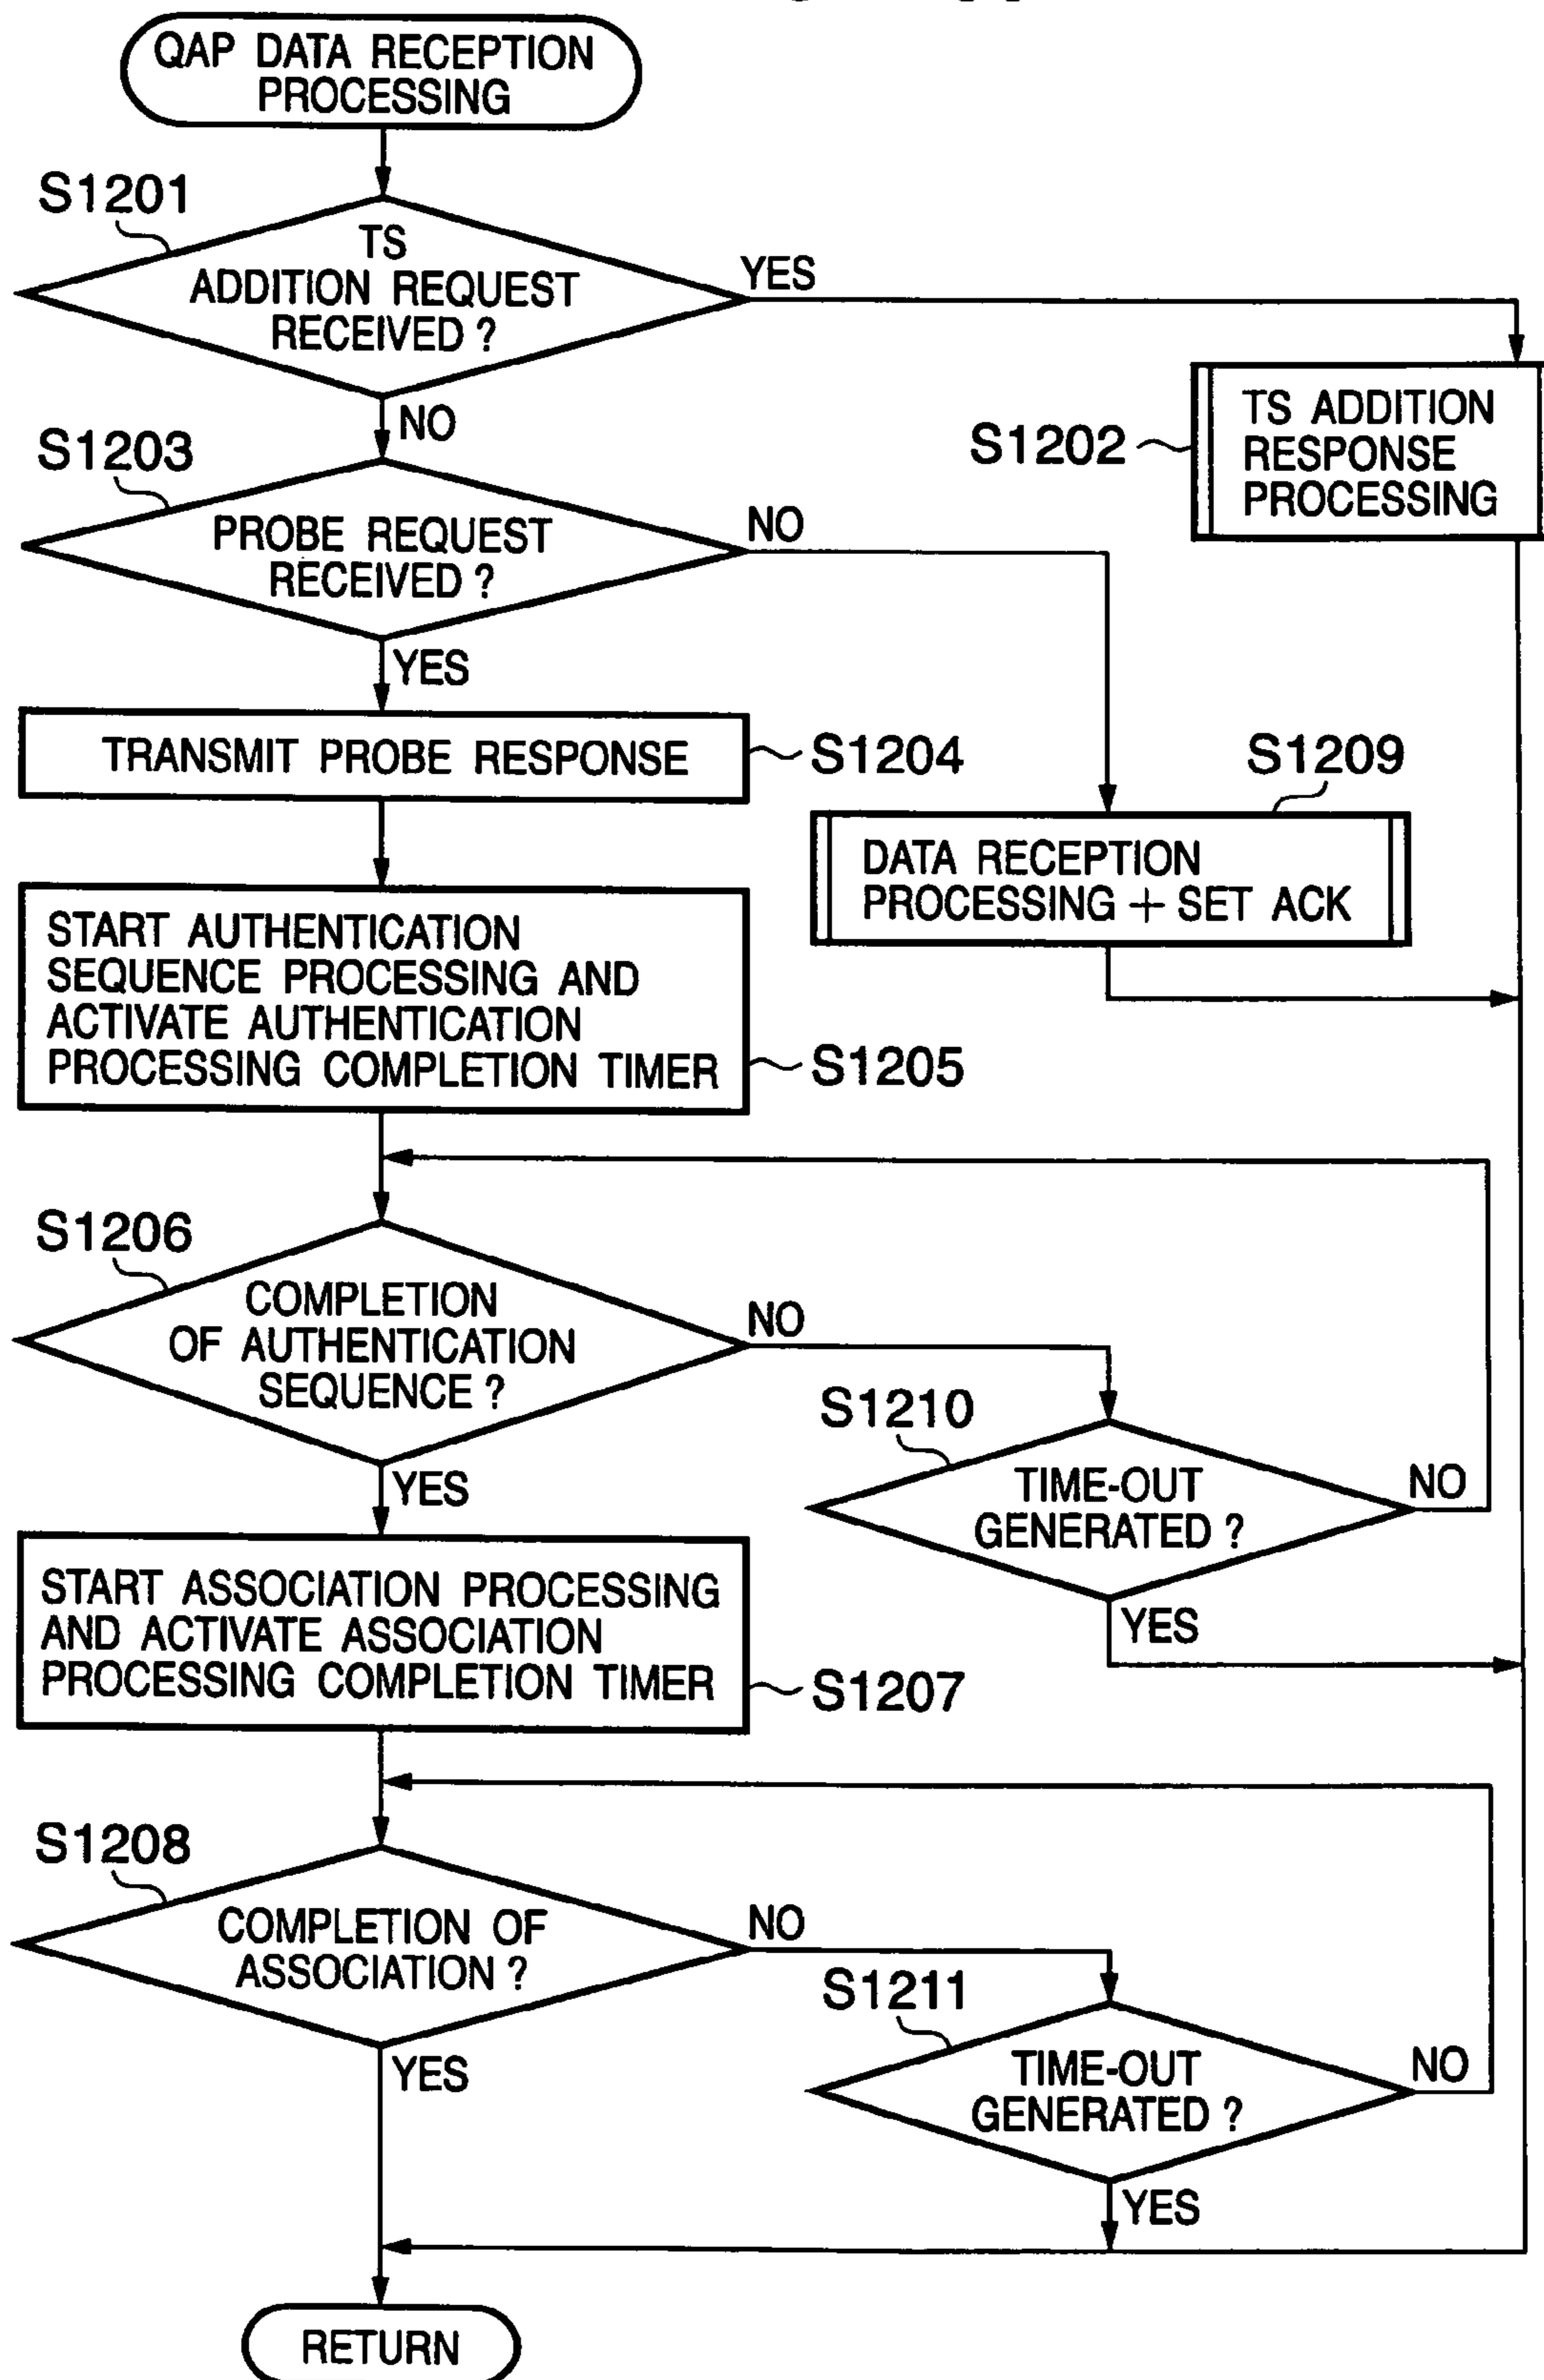 QAP DATA RECEPTION
PROCESSING
S1201
TS
ADDITION REQUEST
RECEIVED ?
YES
NO
S1202
TS ADDITION
RESPONSE
PROCESSING
S1203
PROBE REQUEST
RECEIVED ?
NO
YES
TRANSMIT PROBE RESPONSE
S1204
S1209
DATA RECEPTION
PROCESSING + SET ACK
START AUTHENTICATION
SEQUENCE PROCESSING AND
ACTIVATE AUTHENTICATION
PROCESSING COMPLETION TIMER
S1205
S1206
COMPLETION
OF AUTHENTICATION
SEQUENCE ?
NO
YES
S1210
TIME-OUT
GENERATED ?
NO
YES
START ASSOCIATION PROCESSING
AND ACTIVATE ASSOCIATION
PROCESSING COMPLETION TIMER
S1207
S1208
COMPLETION OF
ASSOCIATION ?
NO
YES
S1211
TIME-OUT
GENERATED ?
NO
YES
RETURN